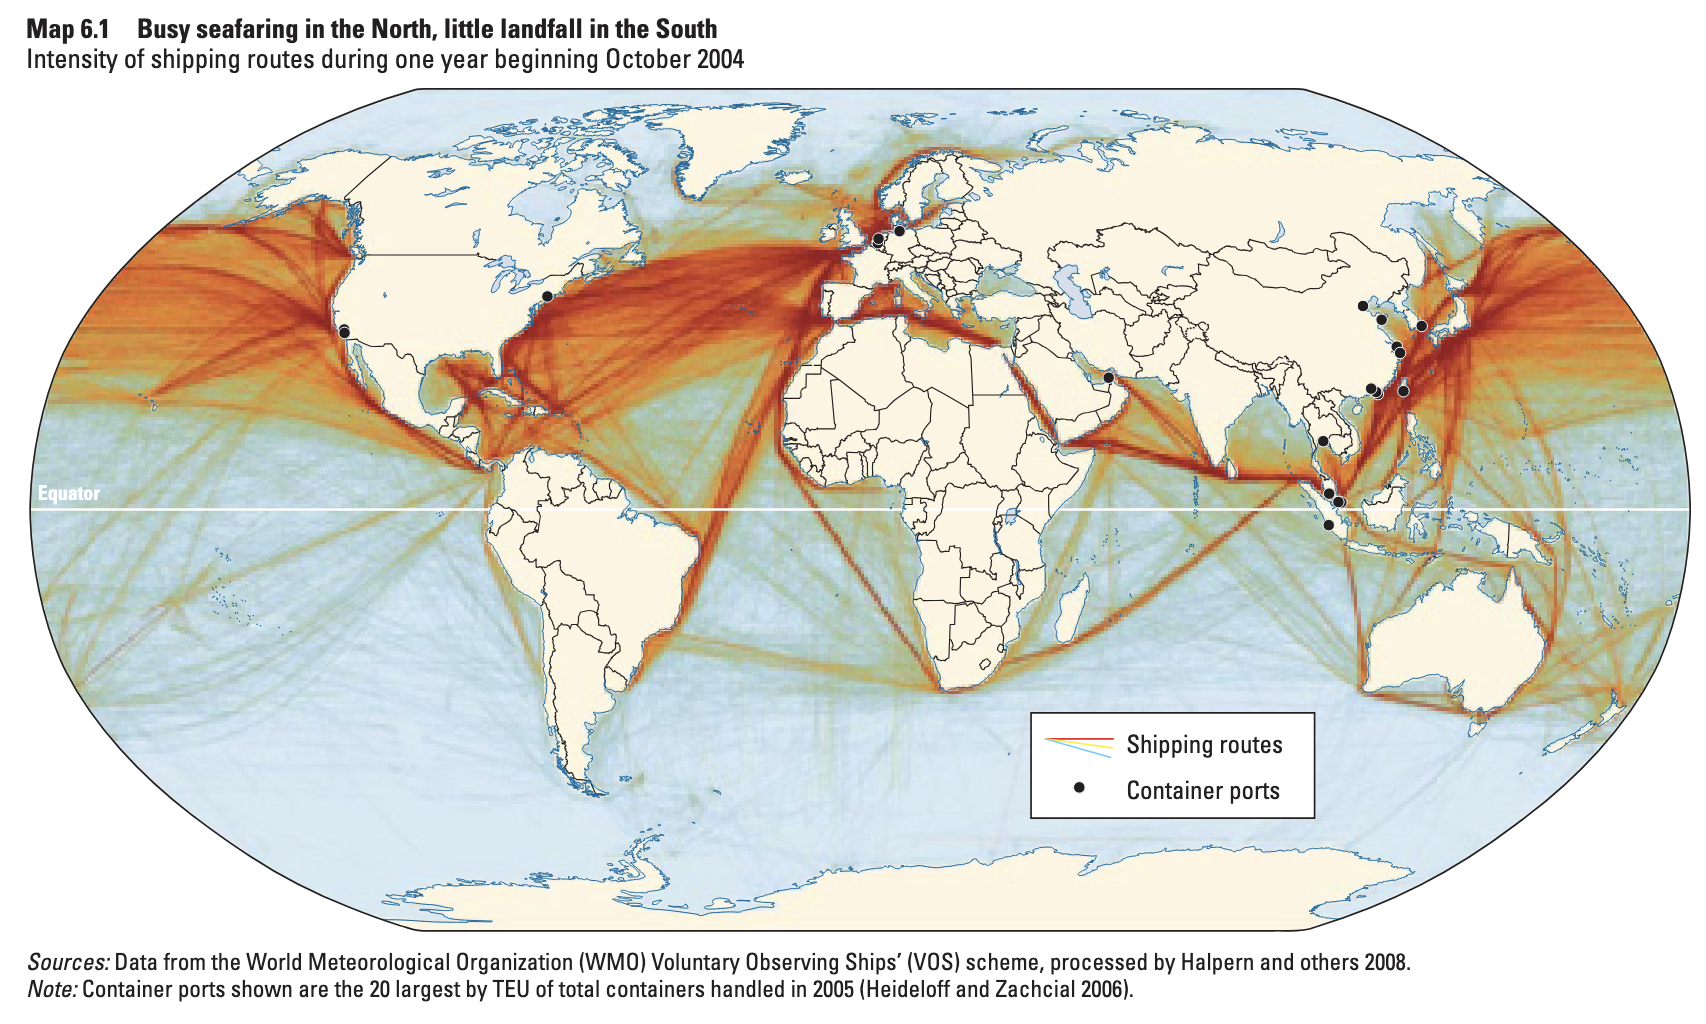 Map 6.1 Busy seafaring in the North, little landfall in the South
Intensity of shipping routes during one year beginning October 2004
Equator
Shipping routes
Container ports
Sources: Data from the World Meteorological Organization (WMO) Voluntary Observing Ships’ (VOS) scheme, processed by Halpern and others 2008.
Note: Container ports shown are the 20 largest by TEU of total containers handled in 2005 (Heideloff and Zachcial 2006).